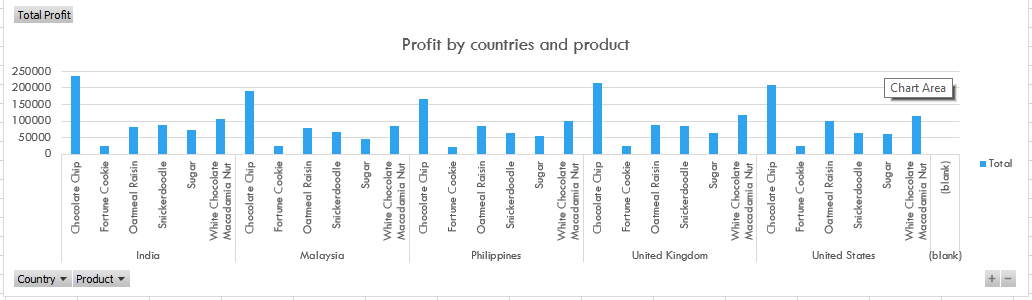 Total Profit
Profit by countries and product
250000
200000
150000
100000
50000
0
Chart Area
Total
Chocolate Chip
Fortune Cookie
Oatmeal Raisin
Snickerdoodle
Sugar
White Chocolate
Macadamia Nut
Chocolate Chip
Fortune Cookie
Oatmeal Raisin
Snickerdoodle
Sugar
White Chocolate
Macadamia Nut
Chocolate Chip
Fortune Cookie
Oatmeal Raisin
Snickerdoodle
Sugar
White Chocolate
Macadamia Nut
Chocolate Chip
Fortune Cookie
Oatmeal Raisin
Snickerdoodle
Sugar
White Chocolate
Macadamia Nut
Chocolate Chip
Fortune Cookie
Oatmeal Raisin
Snickerdoodle
Sugar
White Chocolate
Macadamia Nut
(blank)
India Malaysia Philippines United Kingdom United States (blank)
Country Product + −